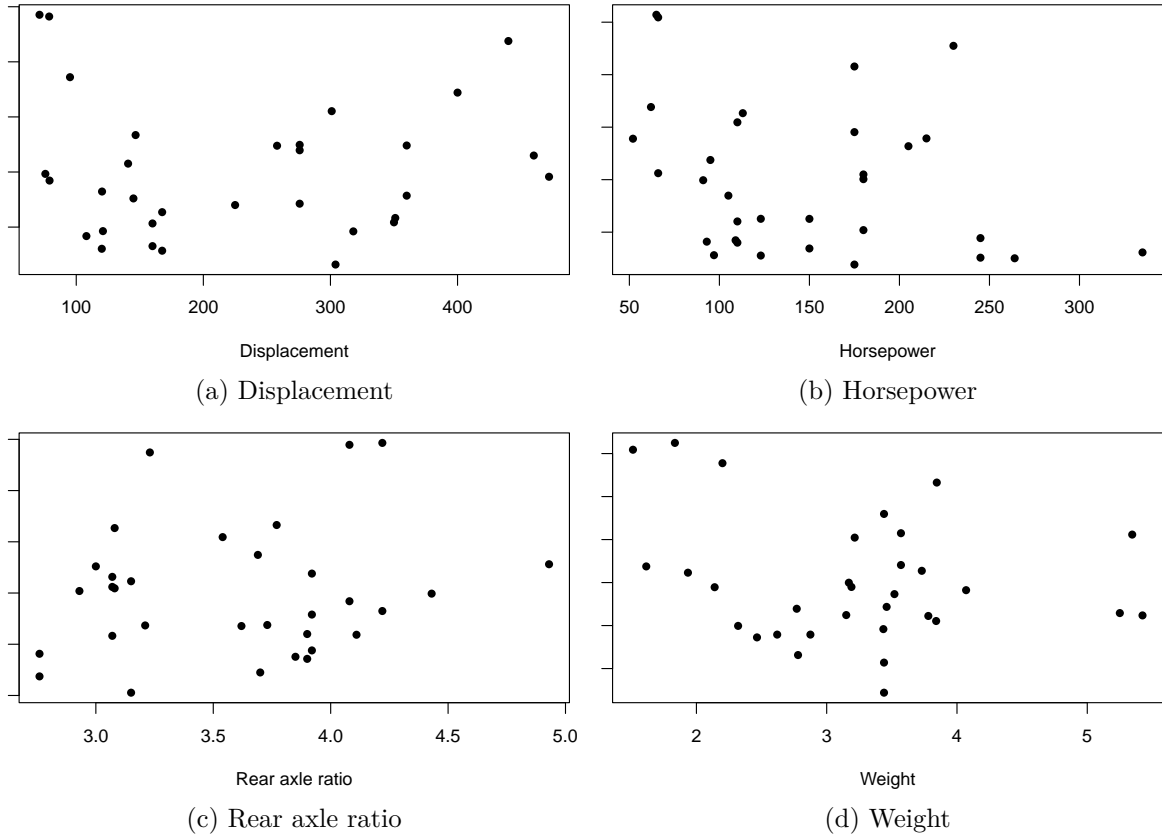 100 200 300 400
Displacement
(a) Displacement
50 100 150 200 250 300
Horsepower
(b) Horsepower
3.0 3.5 4.0 4.5 5.0
Rear axle ratio
(c) Rear axle ratio
2 3 4 5
Weight
(d) Weight